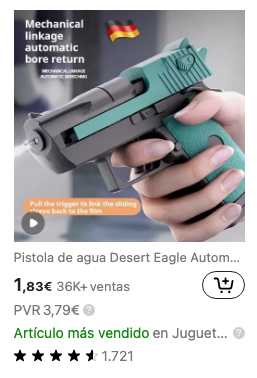 Mechanical
linkage
automatic
bore return
MECHANICAL LINKAGE
Pull the trigger to link the sliding
sleeve back to the film
Pistola de agua Desert Eagle Autom...
1,83€ 36K+ ventas
PVR 3,79€ ?
Artículo más vendido en Juguet... ?
1.721